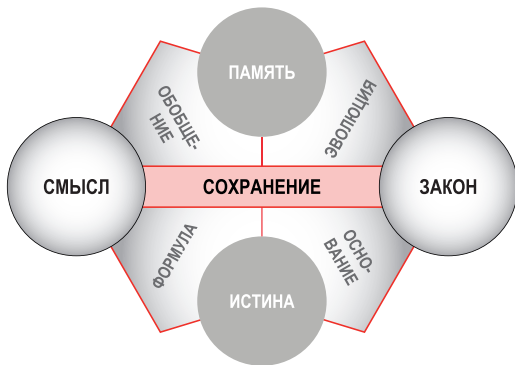 ПАМЯТЬ
ОБОБЩЕ-
НИЕ
ЭВОЛЮЦИЯ
СМЫСЛ
СОХРАНЕНИЕ
ЗАКОН
ФОРМУЛА
ОСНО-
ВАНИЕ
ИСТИНА